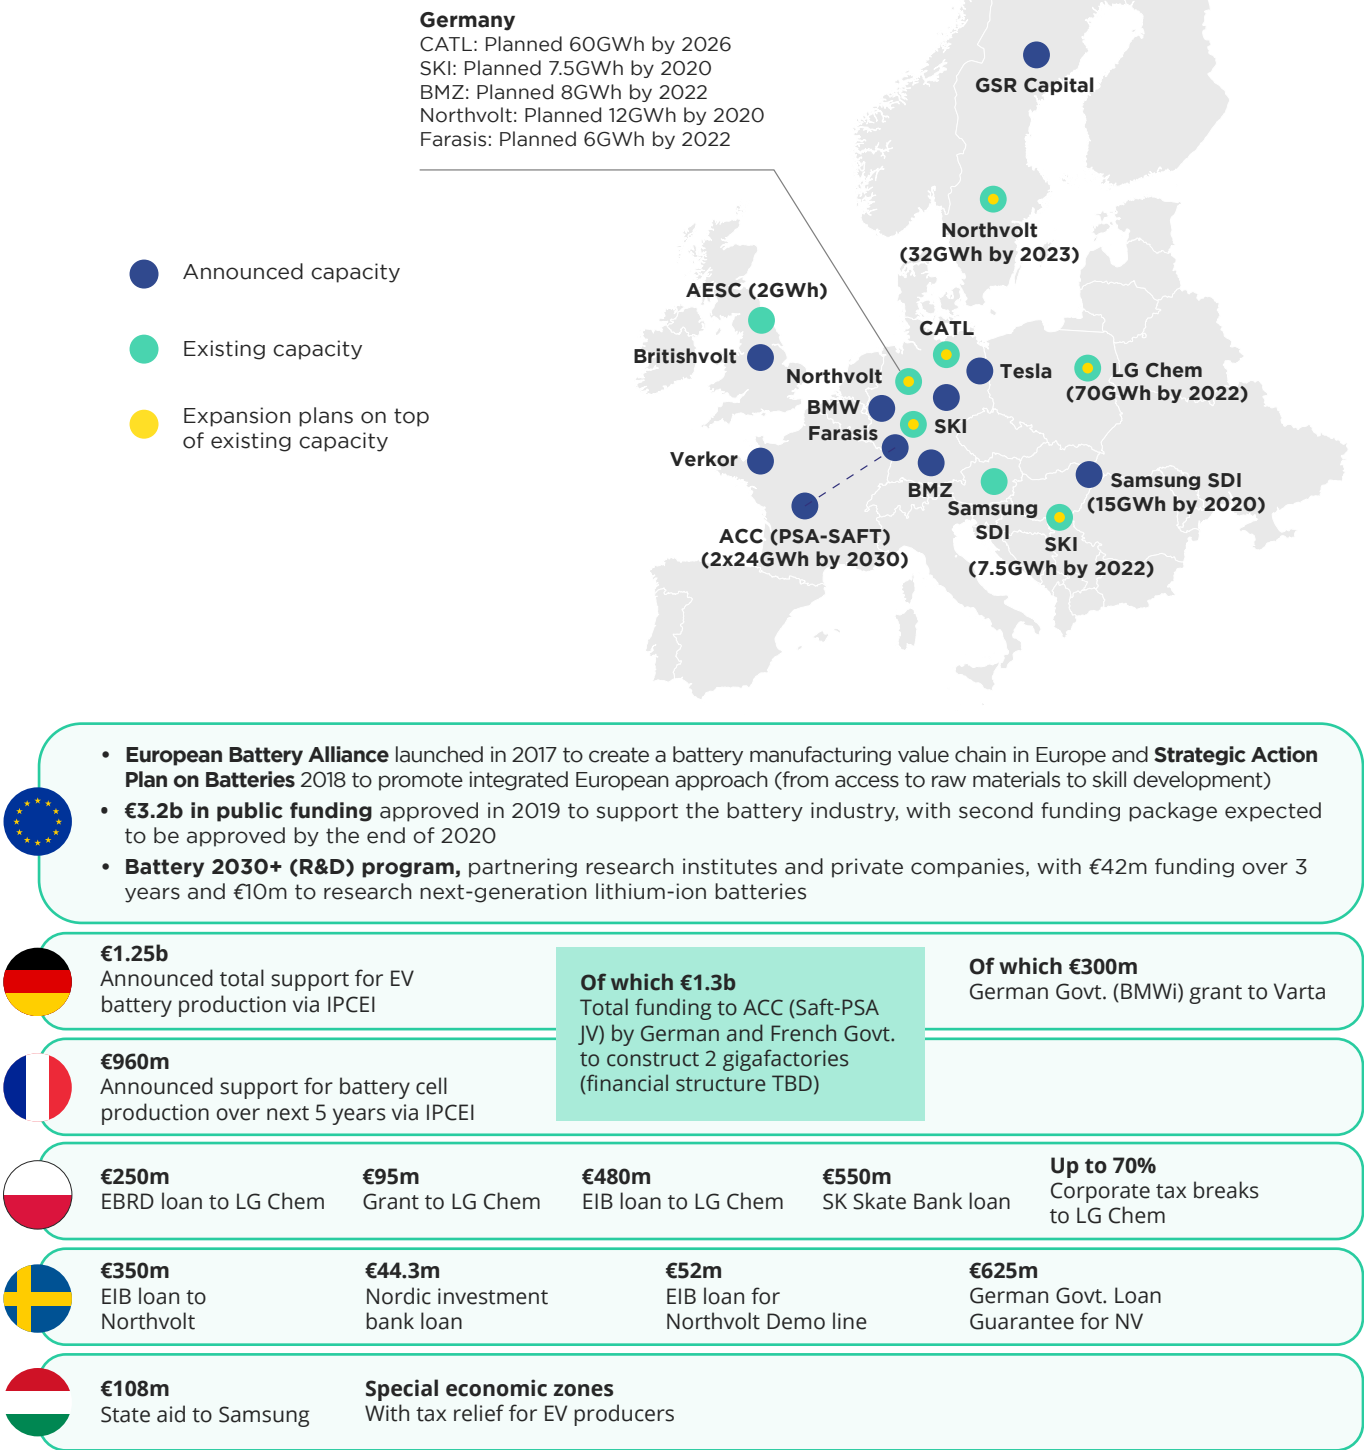 Germany
CATL: Planned 60GWh by 2026
SKI: Planned 7.5GWh by 2020
BMZ: Planned 8GWh by 2022
Northvolt: Planned 12GWh by 2020
Farasis: Planned 6GWh by 2022
GSR Capital
Northvolt
(32GWh by 2023)
Announced capacity
Existing capacity
Expansion plans on top
of existing capacity
AESC (2GWh)
Britishvolt
CATL
Northvolt
Tesla
LG Chem
(70GWh by 2022)
BMW
Farasis
SKI
Verkor
BMZ
Samsung
SDI
Samsung SDI
(15GWh by 2020)
ACC (PSA-SAFT)
(2x24GWh by 2030)
SKI
(7.5GWh by 2022)
• European Battery Alliance launched in 2017 to create a battery manufacturing value chain in Europe and Strategic Action
Plan on Batteries 2018 to promote integrated European approach (from access to raw materials to skill development)
• €3.2b in public funding approved in 2019 to support the battery industry, with second funding package expected
to be approved by the end of 2020
• Battery 2030+ (R&D) program, partnering research institutes and private companies, with €42m funding over 3
years and €10m to research next-generation lithium-ion batteries
€1.25b
Announced total support for EV
battery production via IPCEI
Of which €1.3b
Total funding to ACC (Saft-PSA
JV) by German and French Govt.
to construct 2 gigafactories
(financial structure TBD)
Of which €300m
German Govt. (BMWi) grant to Varta
€960m
Announced support for battery cell
production over next 5 years via IPCEI
€250m
EBRD loan to LG Chem
€95m
Grant to LG Chem
€480m
EIB loan to LG Chem
€550m
SK Skate Bank loan
Up to 70%
Corporate tax breaks
to LG Chem
€350m
EIB loan to
Northvolt
€44.3m
Nordic investment
bank loan
€52m
EIB loan for
Northvolt Demo line
€625m
German Govt. Loan
Guarantee for NV
€108m
State aid to Samsung
Special economic zones
With tax relief for EV producers